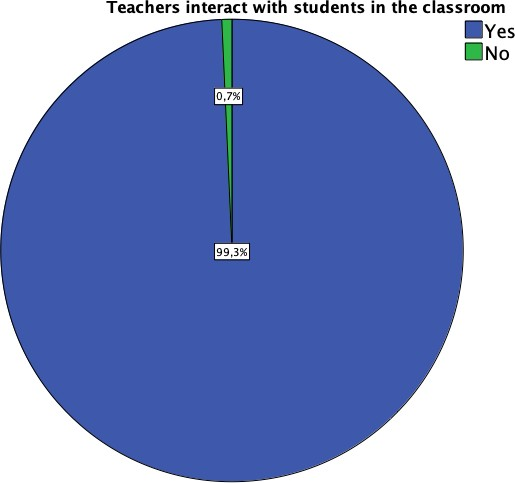 Teachers interact with students in the classroom
Yes
No
0,7%
99,3%